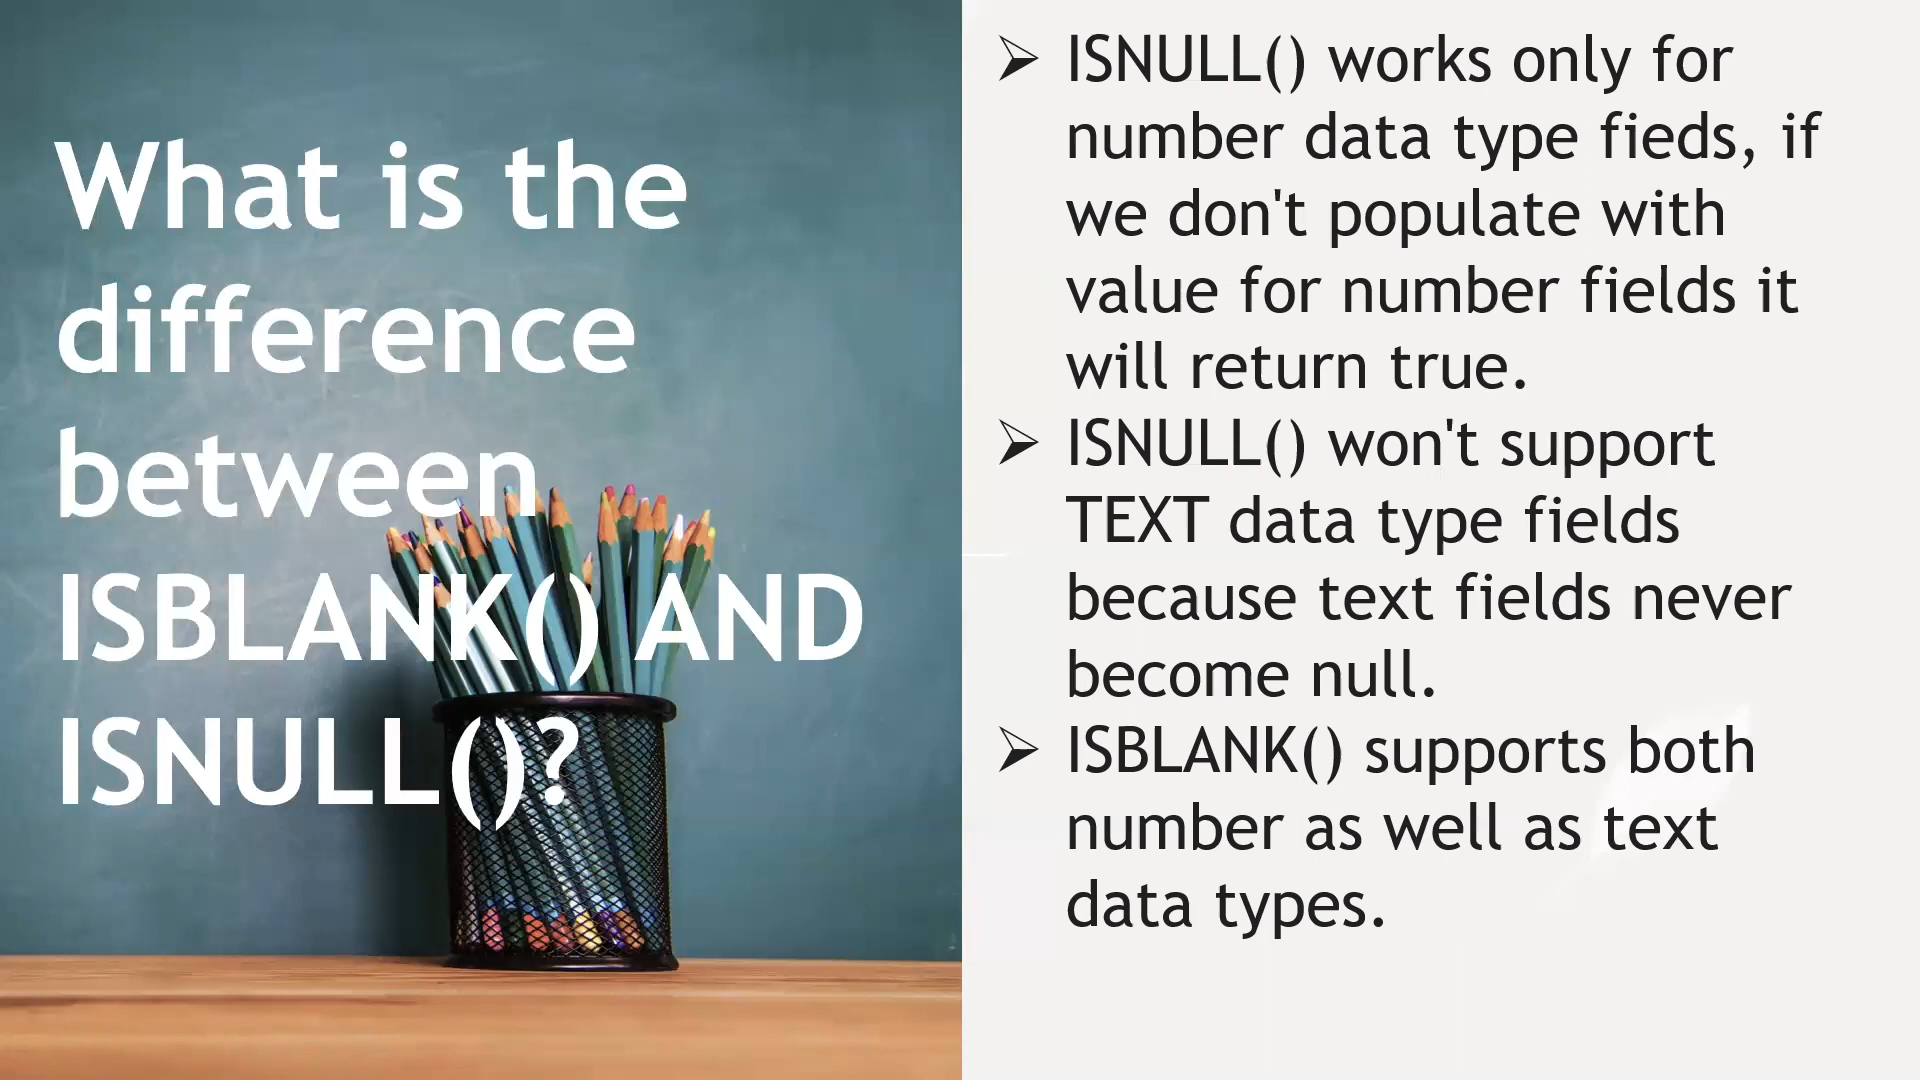 What is the
difference
between
ISBLANK() AND
ISNULL()?
➢ ISNULL() works only for
number data type fieds, if
we don't populate with
value for number fields it
will return true.
➢ ISNULL() won't support
TEXT data type fields
because text fields never
become null.
➢ ISBLANK() supports both
number as well as text
data types.